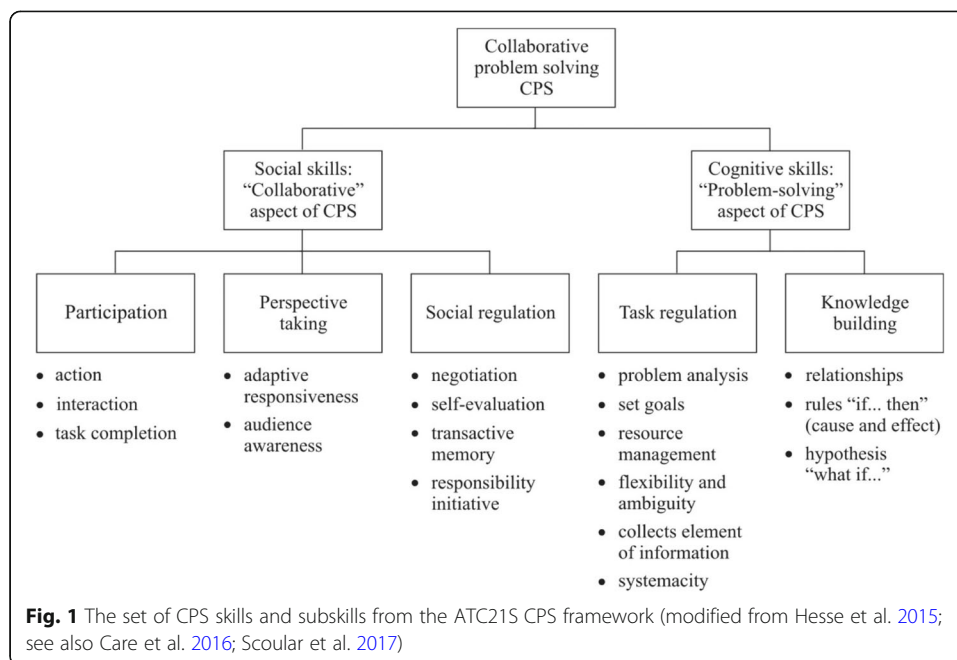 Collaborative
problem solving
CPS
Social skills:
“Collaborative”
aspect of CPS
Cognitive skills:
“Problem-solving”
aspect of CPS
Participation
• action
• interaction
• task completion
Perspective
taking
• adaptive
responsiveness
• audience
awareness
Social regulation
• negotiation
• self-evaluation
• transactive
memory
• responsibility
initiative
Task regulation
• problem analysis
• set goals
• resource
management
• flexibility and
ambiguity
• collects element
of information
• systemacity
Knowledge
building
• relationships
• rules “if... then”
(cause and effect)
• hypothesis
“what if...”
Fig. 1 The set of CPS skills and subskills from the ATC21S CPS framework (modified from Hesse et al. 2015;
see also Care et al. 2016; Scoular et al. 2017)